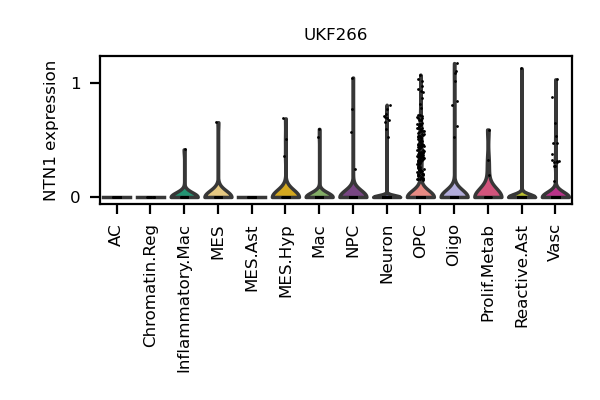 UKF266
NTN1 expression
1
0
AC
Chromatin.Reg
Inflammatory.Mac
MES
MES.Ast
MES.Hyp
Mac
NPC
Neuron
OPC
Oligo
Prolif.Metab
Reactive.Ast
Vasc